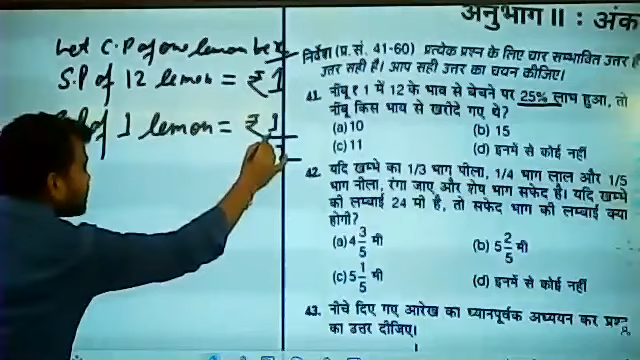 अनुभाग II : अंक
Let C.P of one lemon be x
S.P of 12 lemon = ₹1
of 1 lemon = ₹1
निर्देश (प्र.सं. 41-60) प्रत्येक प्रश्न के लिए चार सम्भावित उत्तर
उत्तर सही है। आप सही उत्तर का चयन कीजिए।
41. नींबू ₹ 1 में 12 के भाव से बेचने पर 25% लाभ हुआ, तो
नींबू किस भाव से खरीदे गए थे?
(a) 10 (b) 15
(c) 11 (d) इनमें से कोई नहीं
42. यदि खम्भे का 1/3 भाग पीला, 1/4 भाग लाल और 1/5
भाग नीला, रंगा जाए और शेष भाग सफेद है। यदि खम्भे
की लम्बाई 24 मी है, तो सफेद भाग की लम्बाई क्या
होगी?
(a) 4 3/5 मी (b) 5 2/5 मी
(c) 5 1/5 मी (d) इनमें से कोई नहीं
43. नीचे दिए गए आरेख का ध्यानपूर्वक अध्ययन कर प्रश्न
का उत्तर दीजिए।